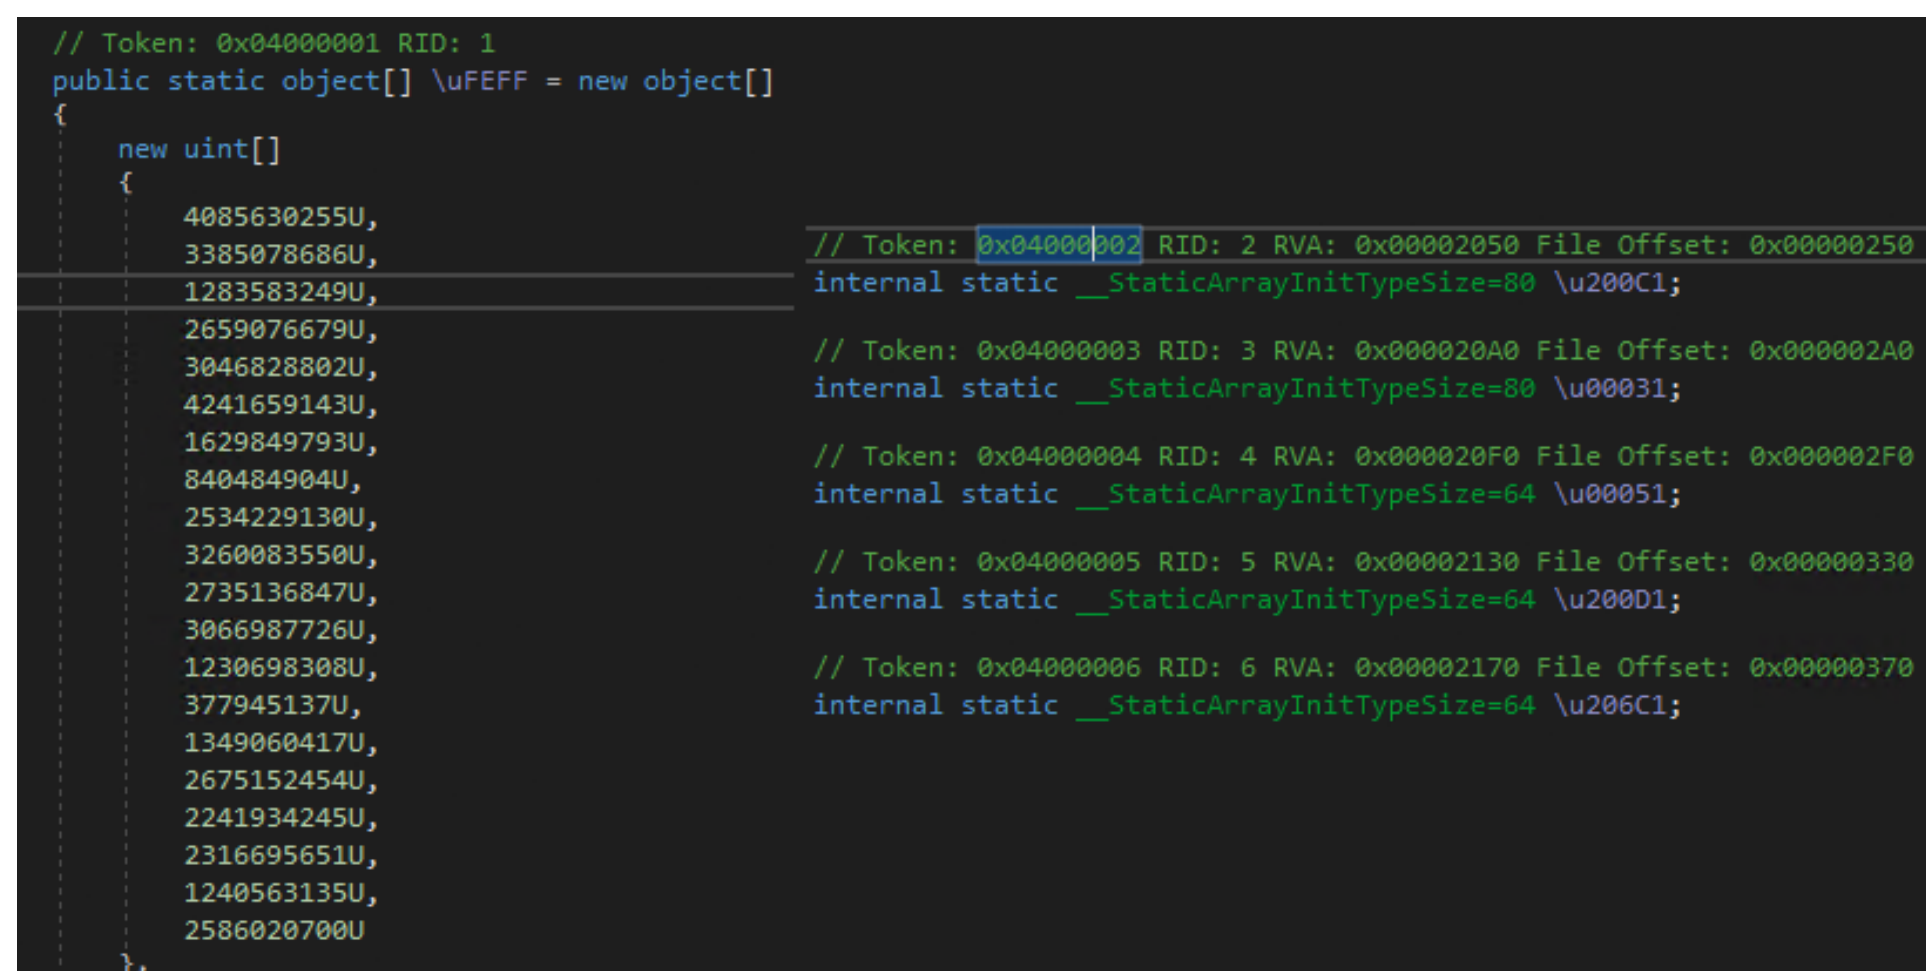 // Token: 0x04000001 RID: 1
public static object[] \uFEFF = new object[]
{
new uint[]
{
4085630255U,
3385078686U,
1283583249U,
2659076679U,
3046828802U,
4241659143U,
1629849793U,
840484904U,
2534229130U,
3260083550U,
2735136847U,
3066987726U,
1230698308U,
377945137U,
1349060417U,
2675152454U,
2241934245U,
2316695651U,
1240563135U,
2586020700U
},
// Token: 0x04000002 RID: 2 RVA: 0x00002050 File Offset: 0x00000250
internal static __StaticArrayInitTypeSize=80 \u200C1;
// Token: 0x04000003 RID: 3 RVA: 0x000020A0 File Offset: 0x000002A0
internal static __StaticArrayInitTypeSize=80 \u00031;
// Token: 0x04000004 RID: 4 RVA: 0x000020F0 File Offset: 0x000002F0
internal static __StaticArrayInitTypeSize=64 \u00051;
// Token: 0x04000005 RID: 5 RVA: 0x00002130 File Offset: 0x00000330
internal static __StaticArrayInitTypeSize=64 \u200D1;
// Token: 0x04000006 RID: 6 RVA: 0x00002170 File Offset: 0x00000370
internal static __StaticArrayInitTypeSize=64 \u206C1;